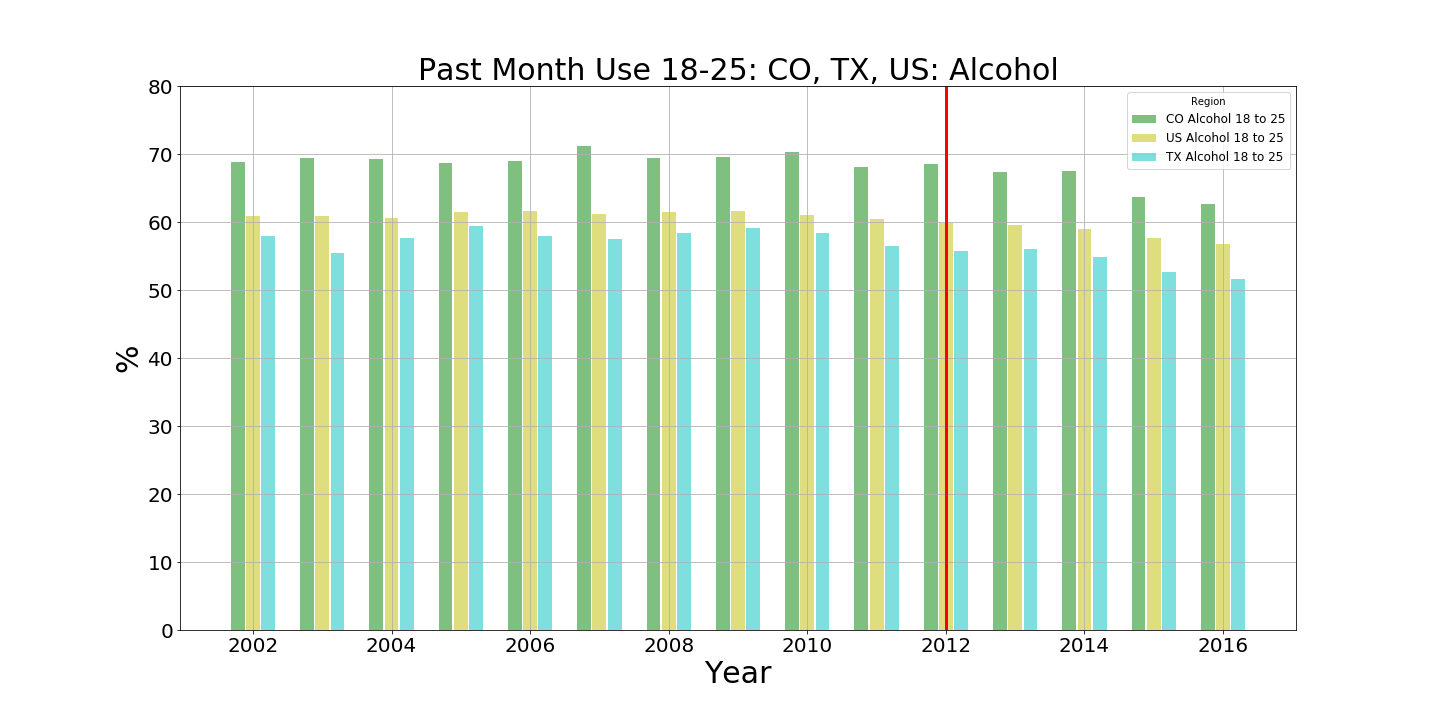 Past Month Use 18-25: CO, TX, US: Alcohol
80
70
60
50
40
30
20
10
0
%
Region
CO Alcohol 18 to 25
US Alcohol 18 to 25
TX Alcohol 18 to 25
2002 2004 2006 2008 2010 2012 2014 2016
Year